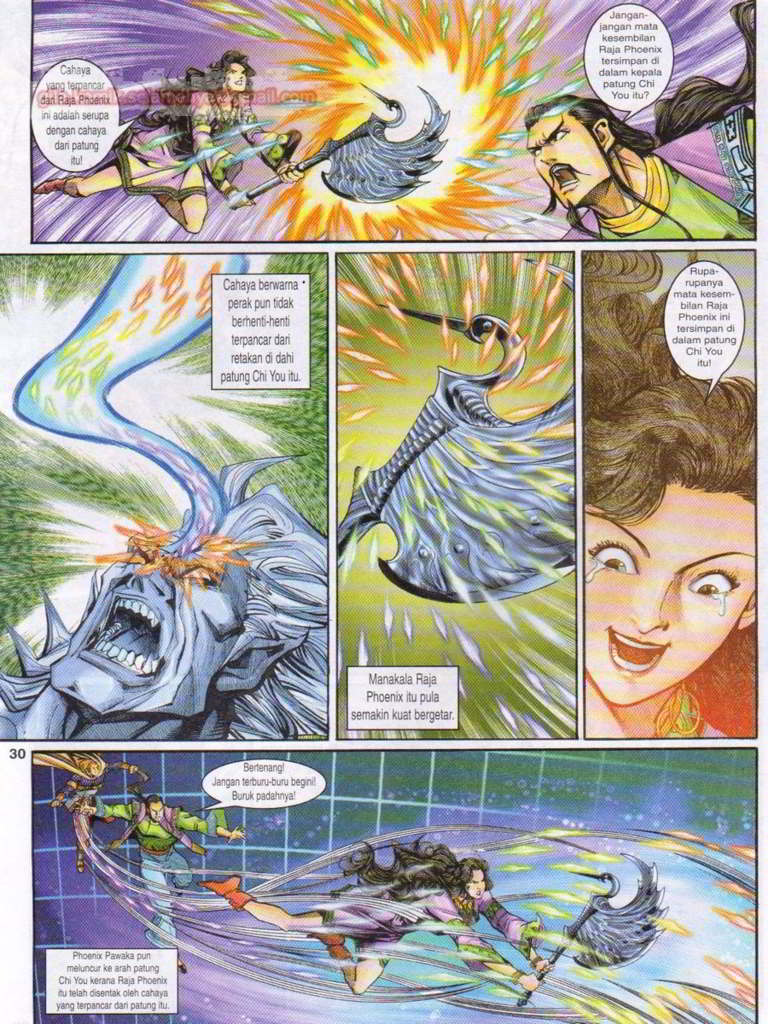 Cahaya
yang terpancar
dari Raja Phoenix
ini adalah serupa
dengan cahaya
dari patung
itu!
Jangan-
jangan mata
kesembilan
Raja Phoenix
tersimpan di
dalam kepala
patung Chi
You itu?
Cahaya berwarna
perak pun tidak
berhenti-henti
terpancar dari
retakan di dahi
patung Chi You itu.
Manakala Raja
Phoenix itu pula
semakin kuat bergetar.
Rupa-
rupanya
mata kesem-
bilan Raja
Phoenix ini
tersimpan di
dalam patung
Chi You
itu!
30
Bertenang!
Jangan terburu-buru begini!
Buruk padahnya!
Phoenix Pawaka pun
meluncur ke arah patung
Chi You kerana Raja Phoenix
itu telah disentak oleh cahaya
yang terpancar dari patung itu.